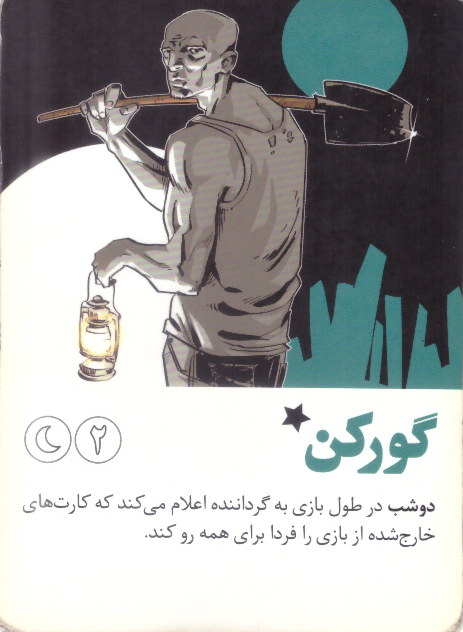 گورکن
۲
دوشب در طول بازی به گرداننده اعلام می‌کند که کارت‌های
خارج‌شده از بازی را فردا برای همه رو کند.